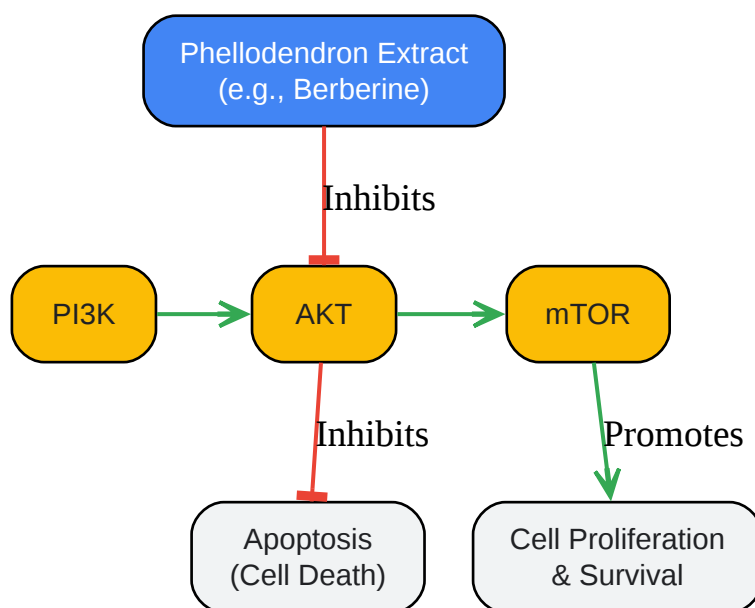 Phellodendron Extract
(e.g., Berberine)
Inhibits
PI3K
AKT
mTOR
Inhibits
Promotes
Apoptosis
(Cell Death)
Cell Proliferation
& Survival